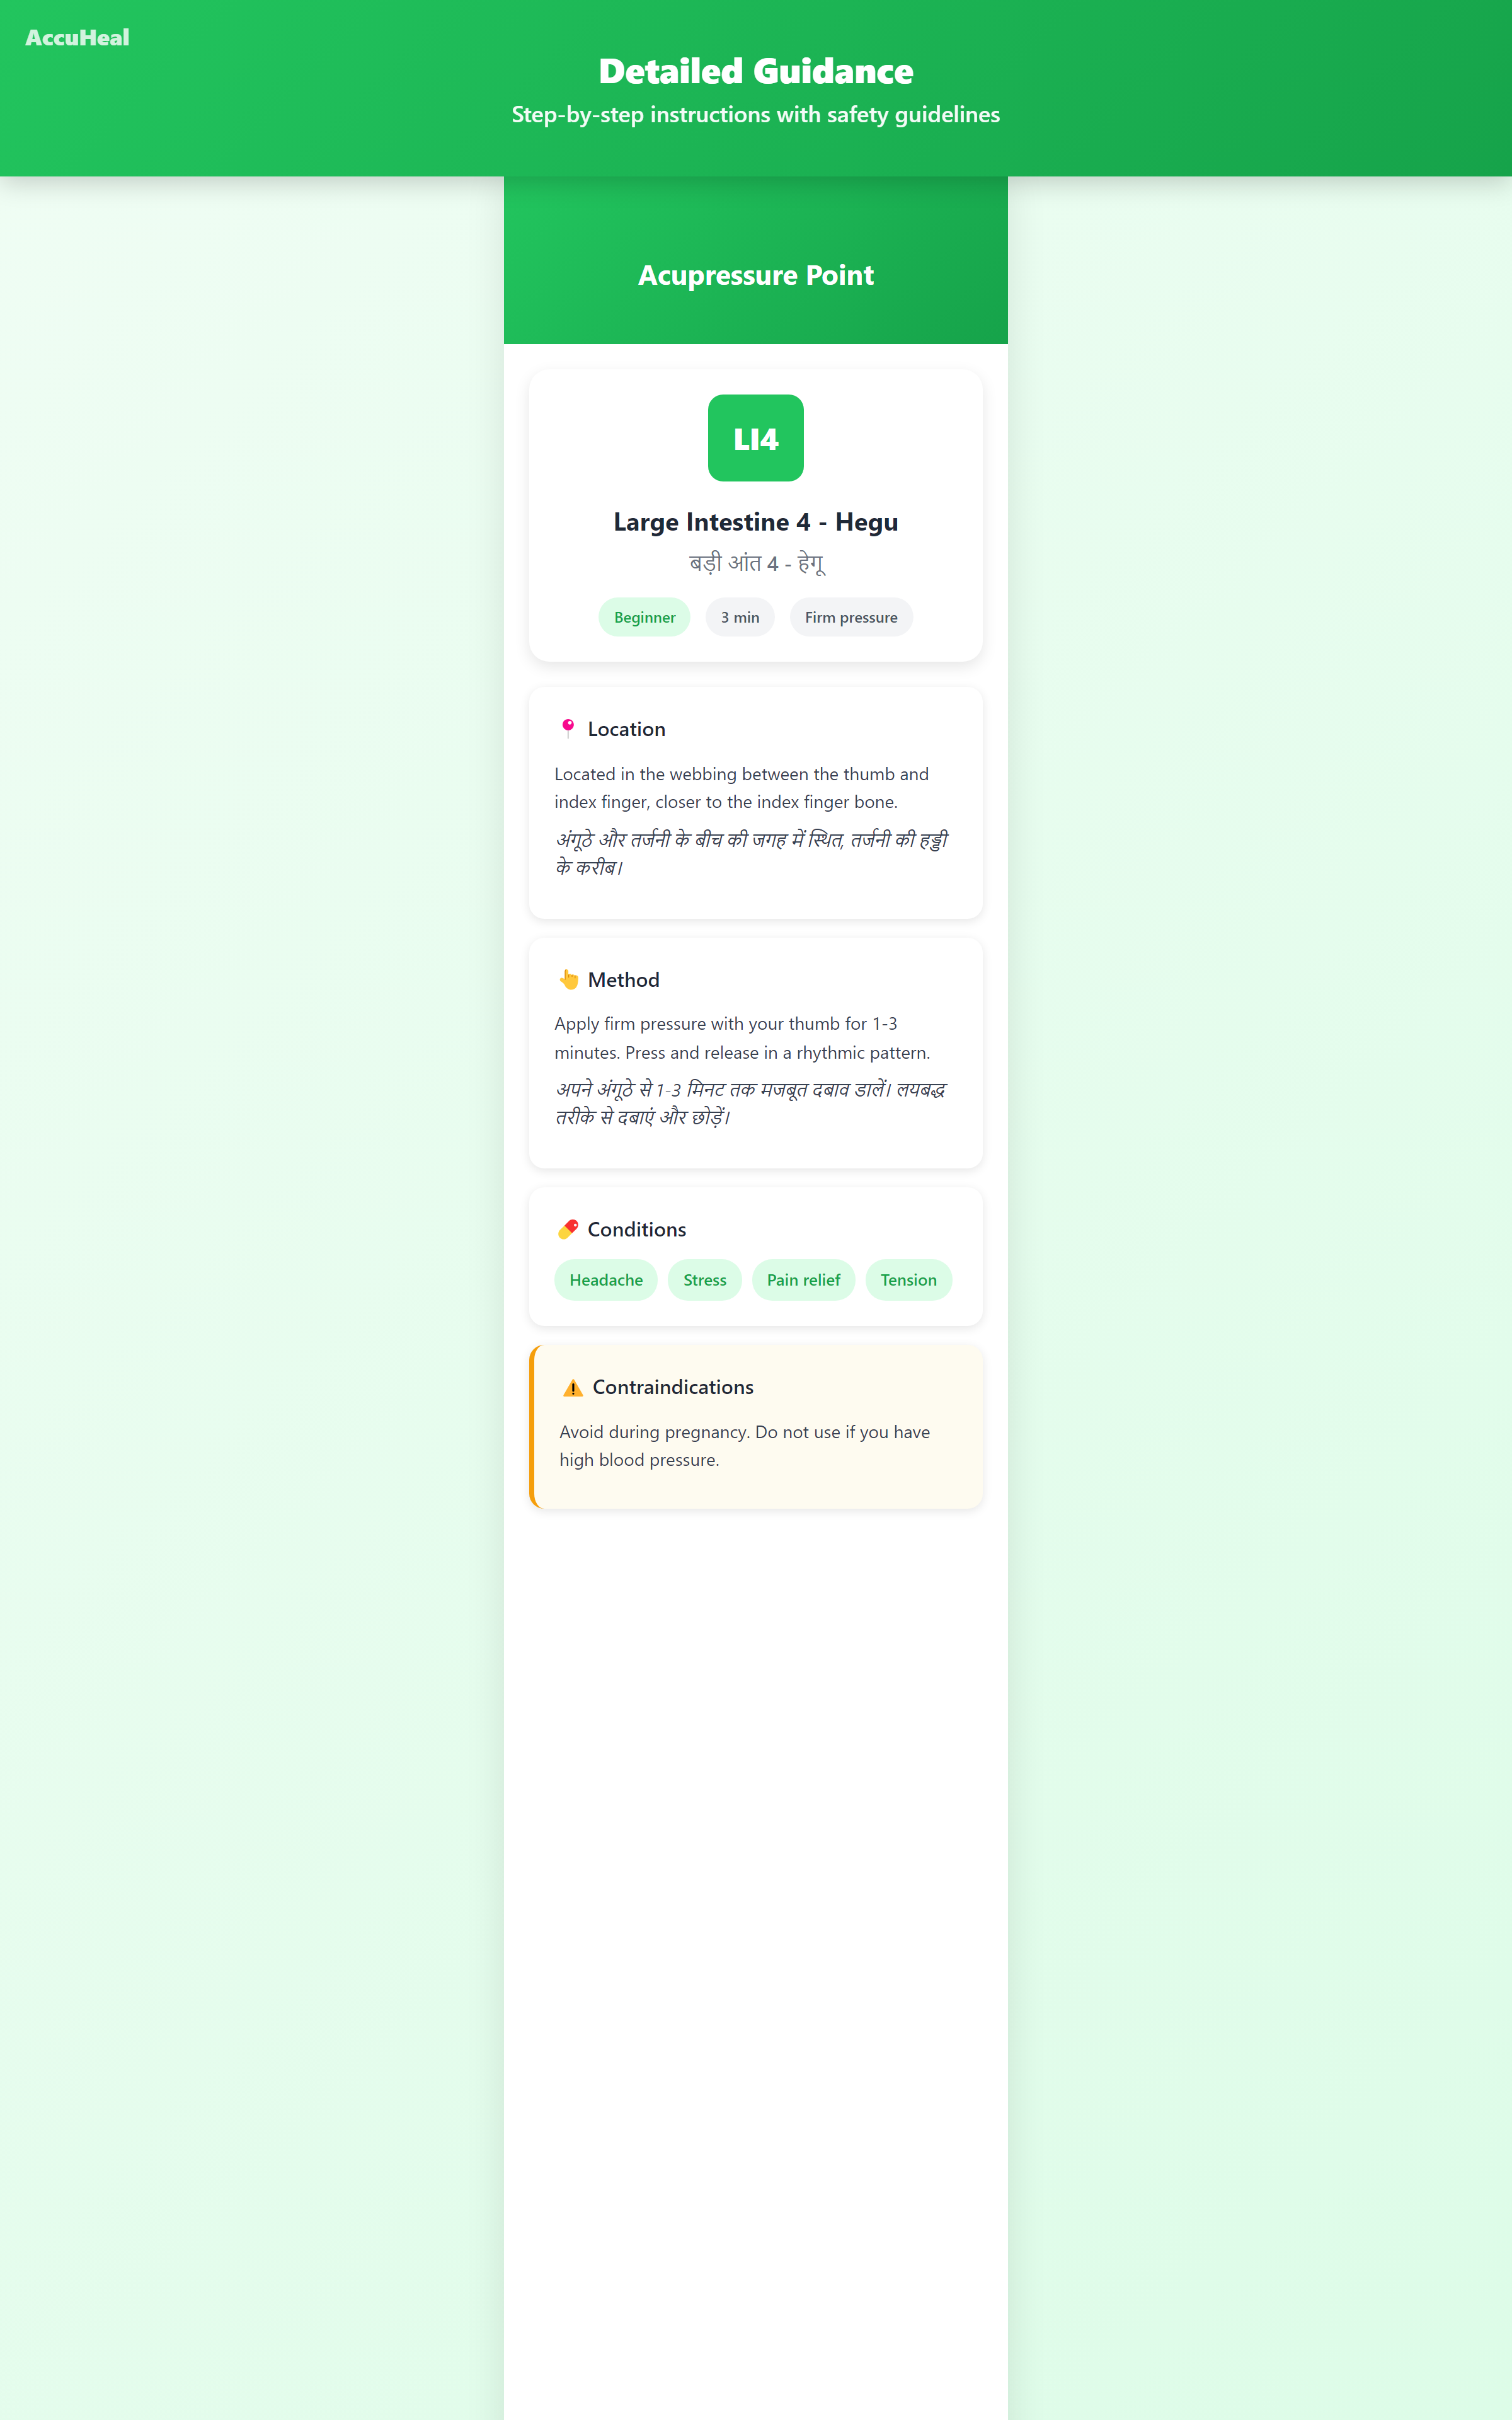 AccuHeal
Detailed Guidance
Step-by-step instructions with safety guidelines
Acupressure Point
LI4
Large Intestine 4 - Hegu
बड़ी आंत 4 - हेगू
Beginner
3 min
Firm pressure
Location
Located in the webbing between the thumb and
index finger, closer to the index finger bone.
अंगूठे और तर्जनी के बीच की जगह में स्थित, तर्जनी की हड्डी
के करीब।
Method
Apply firm pressure with your thumb for 1-3
minutes. Press and release in a rhythmic pattern.
अपने अंगूठे से 1-3 मिनट तक मजबूत दबाव डालें। लयबद्ध
तरीके से दबाएं और छोड़ें।
Conditions
Headache
Stress
Pain relief
Tension
Contraindications
Avoid during pregnancy. Do not use if you have
high blood pressure.